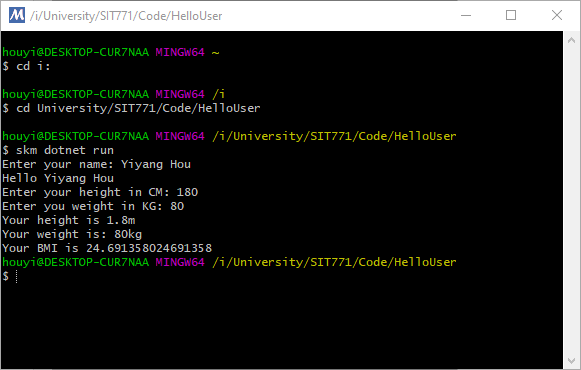 /i/University/SIT771/Code/HelloUser
houyi@DESKTOP-CUR7NAA MINGW64 ~
$ cd i:
houyi@DESKTOP-CUR7NAA MINGW64 /i
$ cd University/SIT771/Code/HelloUser
houyi@DESKTOP-CUR7NAA MINGW64 /i/University/SIT771/Code/HelloUser
$ skm dotnet run
Enter your name: Yiyang Hou
Hello Yiyang Hou
Enter your height in CM: 180
Enter you weight in KG: 80
Your height is 1.8m
Your weight is: 80kg
Your BMI is 24.691358024691358
houyi@DESKTOP-CUR7NAA MINGW64 /i/University/SIT771/Code/HelloUser
$